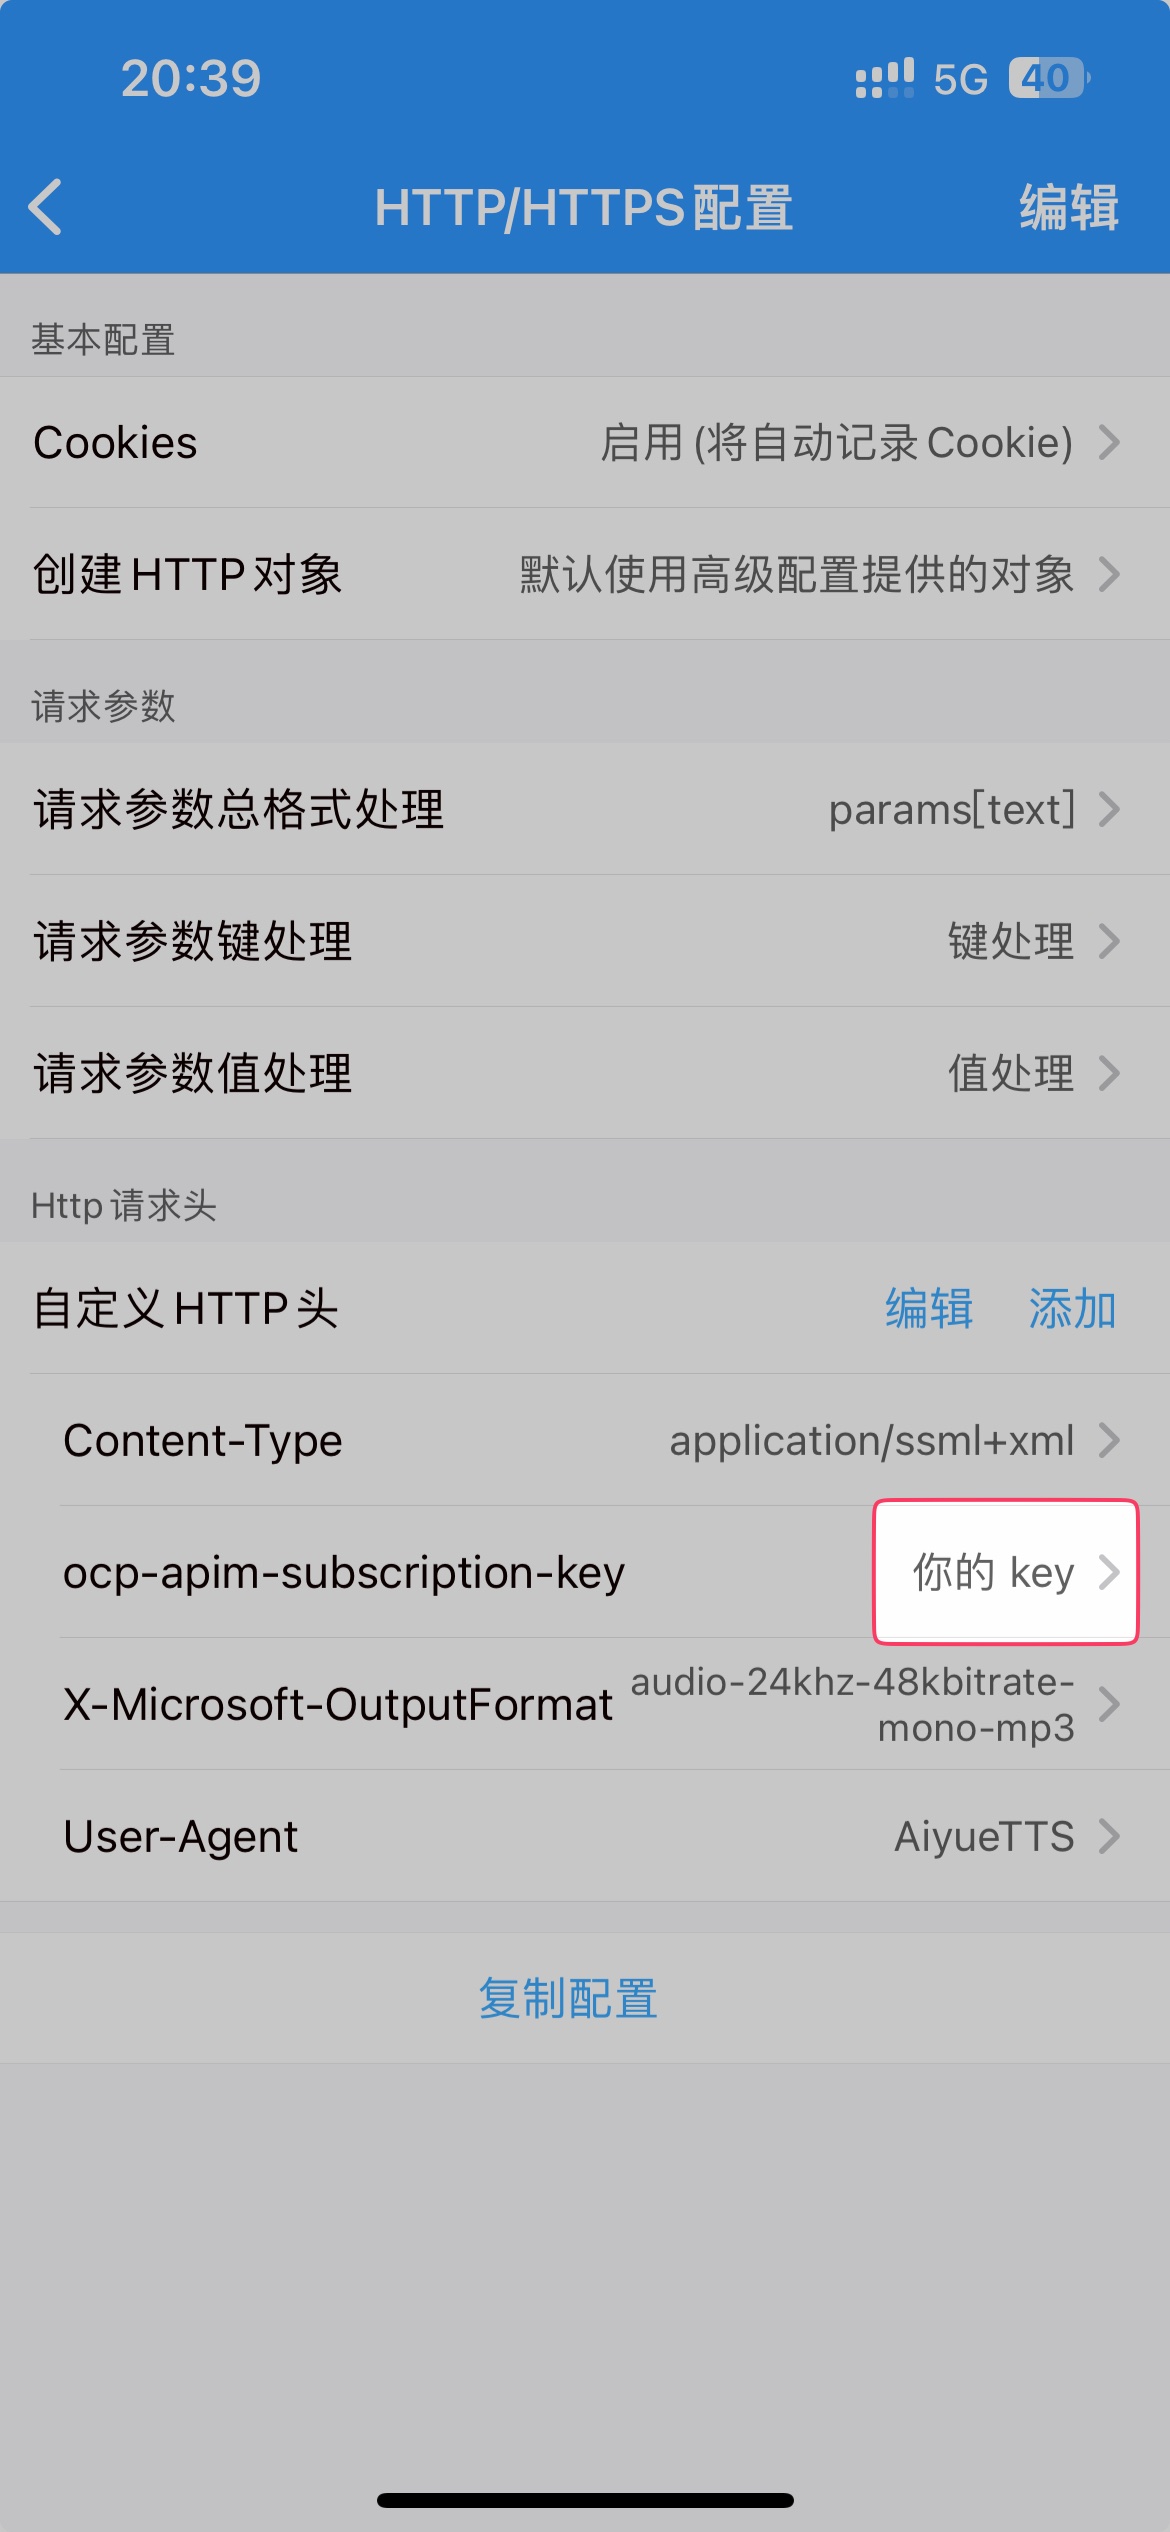 20:39
5G 40
HTTP/HTTPS配置
编辑
基本配置
Cookies
启用 (将自动记录 Cookie)
创建 HTTP 对象
默认使用高级配置提供的对象
请求参数
请求参数总格式处理
params[text]
请求参数键处理
键处理
请求参数值处理
值处理
Http 请求头
自定义 HTTP 头
编辑 添加
Content-Type
application/ssml+xml
ocp-apim-subscription-key
你的 key
X-Microsoft-OutputFormat
audio-24khz-48kbitrate-
mono-mp3
User-Agent
AiyueTTS
复制配置